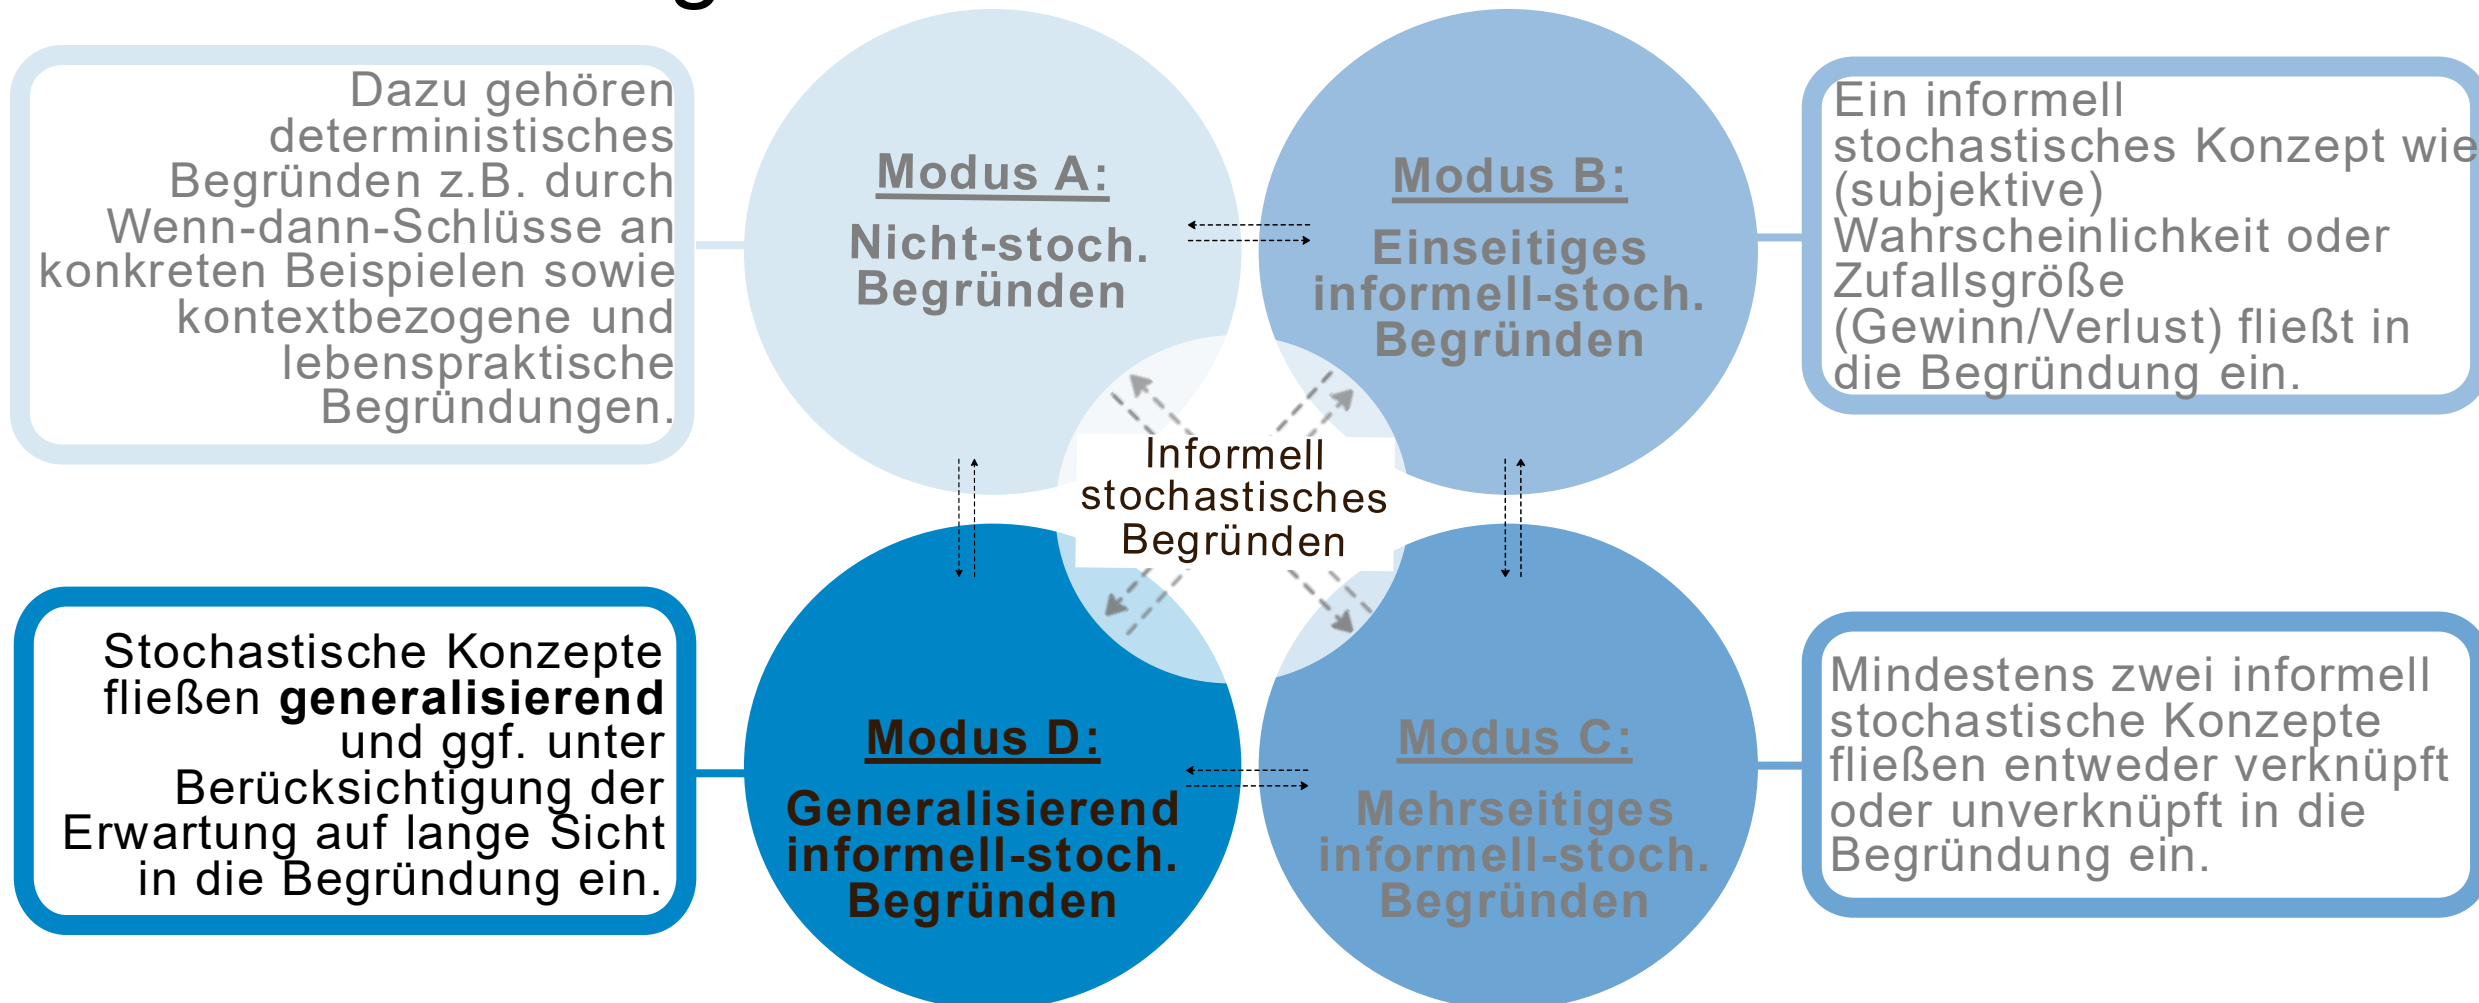 Dazu gehören
deterministisches
Begründen z.B. durch
Wenn-dann-Schlüsse an
konkreten Beispielen sowie
kontextbezogene und
lebenspraktische
Begründungen.
Modus A:
Nicht-stoch.
Begründen
Modus B:
Einseitiges
informell-stoch.
Begründen
Ein informell
stochastisches Konzept wie
(subjektive)
Wahrscheinlichkeit oder
Zufallsgröße
(Gewinn/Verlust) fließt in
die Begründung ein.
Informell
stochastisches
Begründen
Stochastische Konzepte
fließen generalisierend
und ggf. unter
Berücksichtigung der
Erwartung auf lange Sicht
in die Begründung ein.
Modus D:
Generalisierend
informell-stoch.
Begründen
Modus C:
Mehrseitiges
informell-stoch.
Begründen
Mindestens zwei informell
stochastische Konzepte
fließen entweder verknüpft
oder unverknüpft in die
Begründung ein.